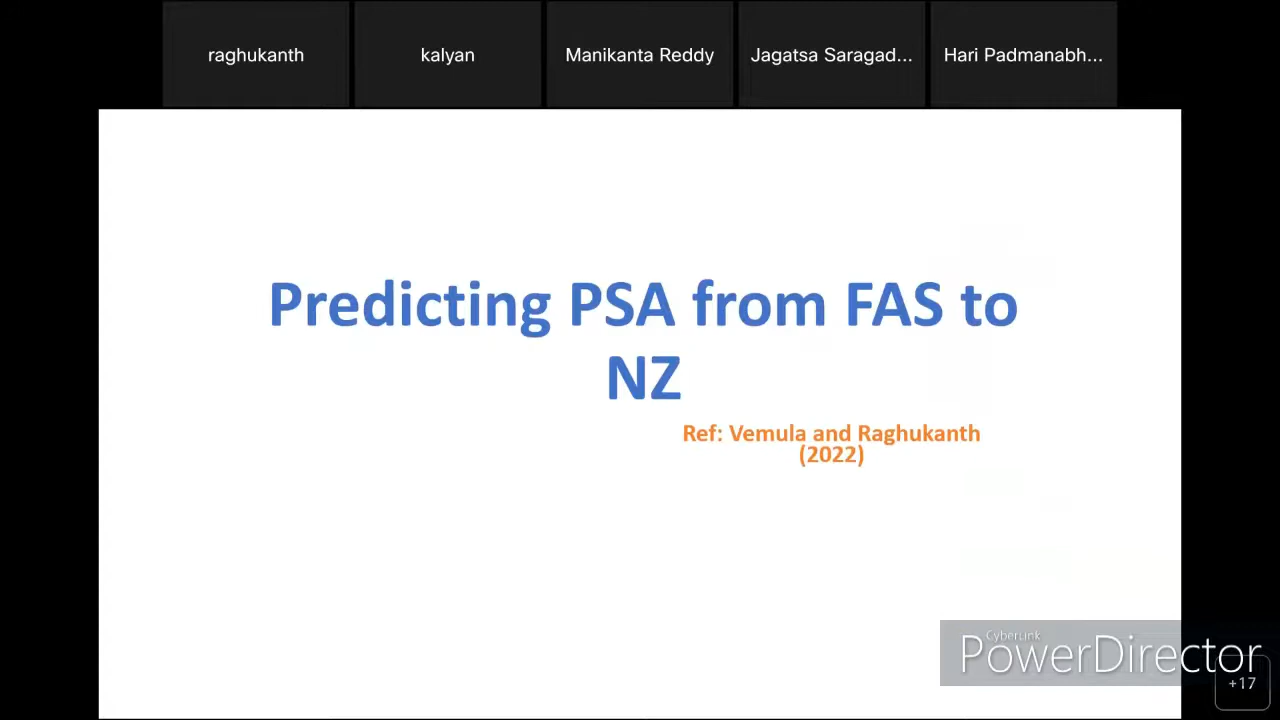 raghukanth
kalyan
Manikanta Reddy
Jagatsa Saragad...
Hari Padmanabh...
Predicting PSA from FAS to
NZ
Ref: Vemula and Raghukanth
(2022)
CyberLink
PowerDirector
+17